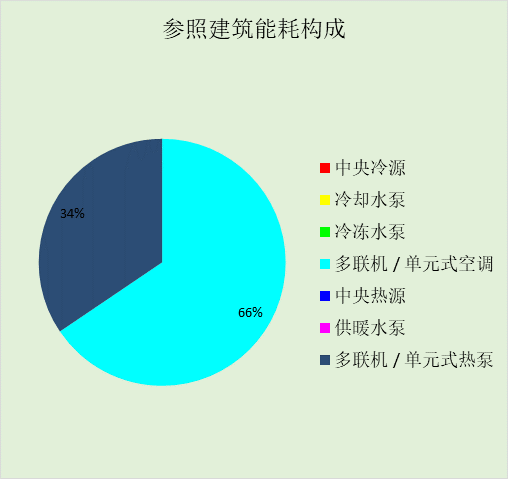 参照建筑能耗构成
中央冷源
34%
冷却水泵
冷冻水泵
多联机 / 单元式空调
中央热源
66%
供暖水泵
多联机 / 单元式热泵